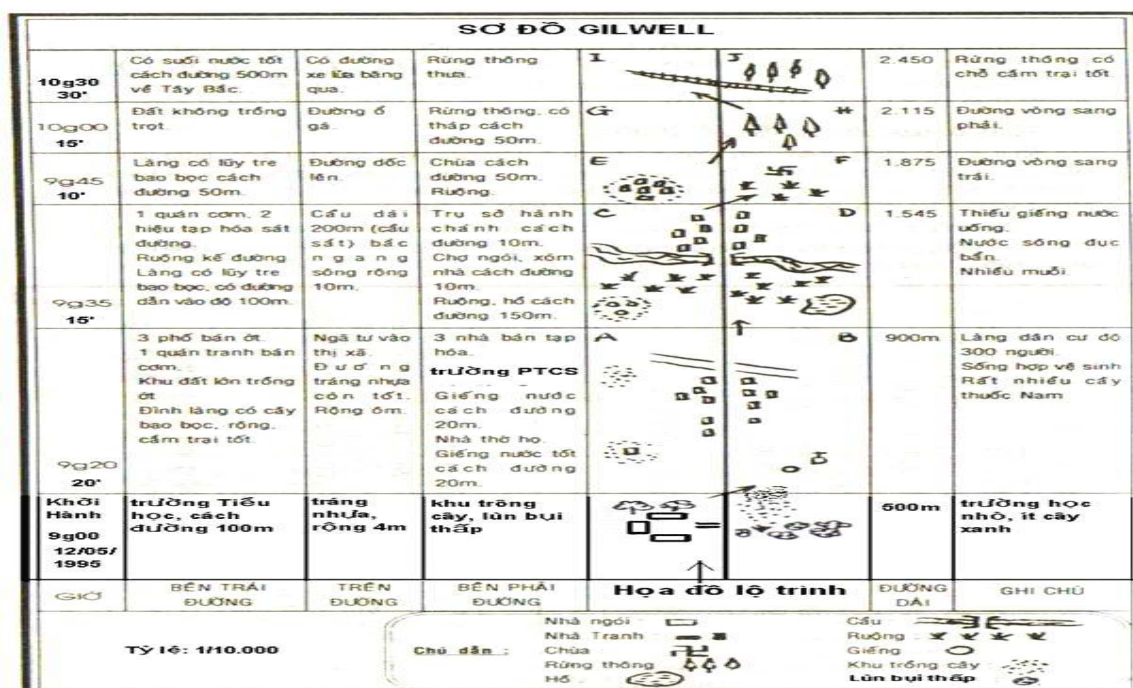 SƠ ĐỒ GILWELL
10g30
30'
Có suối nước tốt
cách đường 500m
về Tây Bắc.
Có đường
xe lửa băng
qua.
Rừng thông
thưa.
I
J
2.450
Rừng thông có
chỗ cắm trại tốt.
10g00
15'
Đất không trồng
trọt.
Đường ổ
gà.
Rừng thông, có
tháp cách
đường 50m.
G
H
2.115
Đường vòng sang
phải.
9g45
10'
Làng có lũy tre
bao bọc cách
đường 50m.
Đường dốc
lên.
Chùa cách
đường 50m.
Ruộng.
E
F
1.875
Đường vòng sang
trái.
9g35
15'
1 quán cơm, 2
hiệu tạp hóa sát
đường.
Ruộng kế đường
Làng có lũy tre
bao bọc, có đường
dẫn vào độ 100m.
Cầu dài
200m (cầu
sắt) bắc
ngang
sông rộng
10m.
Trụ sở hành
chánh cách
đường 10m.
Chợ ngói, xóm
nhà cách đường
10m.
Ruộng, hồ cách
đường 150m.
C
D
1.545
Thiếu giếng nước
uống.
Nước sông đục
bẩn.
Nhiều muỗi.
9g20
20'
3 phố bán ớt.
1 quán tranh bán
cơm.
Khu đất lớn trồng
ớt
Đình làng có cây
bao bọc, rộng,
cắm trại tốt.
Ngã tư vào
thị xã.
Đường
tráng nhựa
còn tốt.
Rộng 6m.
3 nhà bán tạp
hóa.
trường PTCS
Giếng nước
cách đường
20m.
Nhà thờ họ.
Giếng nước tốt
cách đường
20m.
A
B
900m
Làng dân cư độ
300 người.
Sống hợp vệ sinh
Rất nhiều cây
thuốc Nam
Khởi
Hành
9g00
12/05/
1995
trường Tiểu
học, cách
đường 100m
tráng
nhựa,
rộng 4m
khu trồng
cây, lùn bụi
thấp
500m
trường học
nhỏ, ít cây
xanh
GIỜ
BÊN TRÁI
ĐƯỜNG
TRÊN
ĐƯỜNG
BÊN PHẢI
ĐƯỜNG
Họa đồ lộ trình
ĐƯỜNG
DÀI
GHI CHÚ
Tỷ lệ: 1/10.000
Chú dẫn :
Nhà ngói :
Nhà Tranh
Chùa
Rừng thông
Hồ
Cầu
Ruộng
Giếng
Khu trồng cây
Lùn bụi thấp